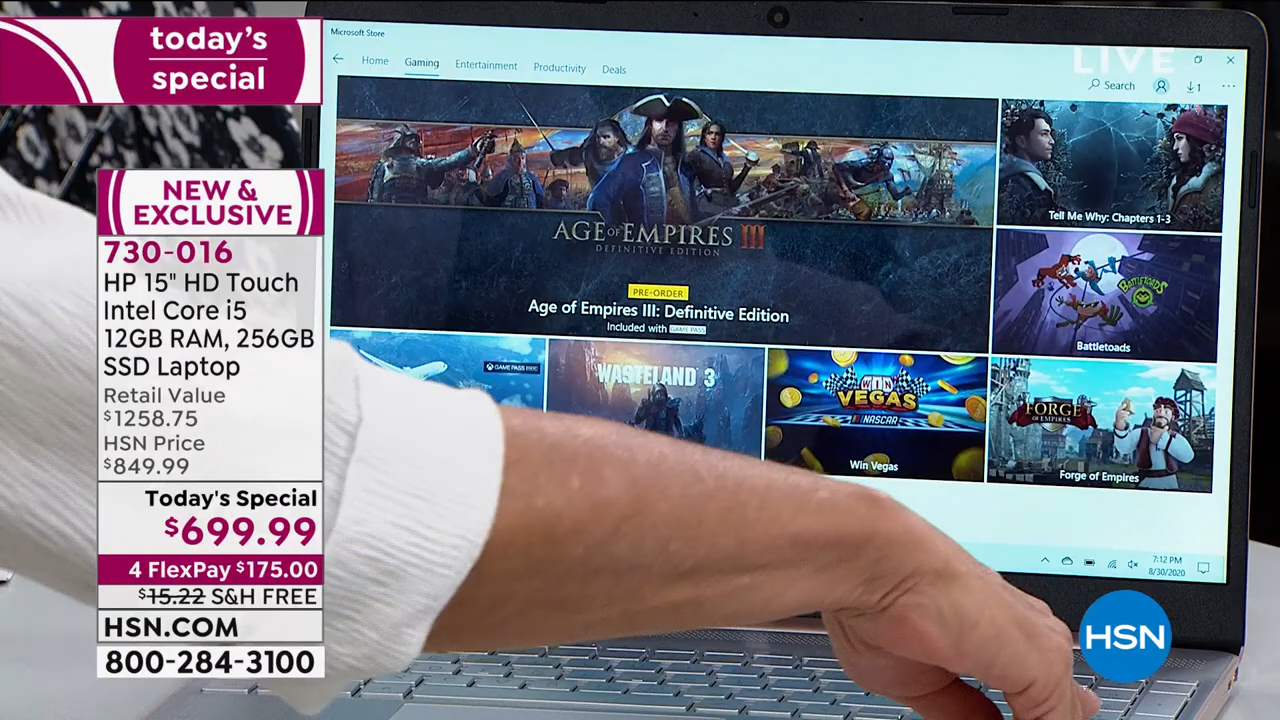 today's
special
NEW &
EXCLUSIVE
730-016
HP 15" HD Touch
Intel Core i5
12GB RAM, 256GB
SSD Laptop
Retail Value
$1258.75
HSN Price
$849.99
Today's Special
$699.99
4 FlexPay $175.00
$15.22 S&H FREE
HSN.COM
800-284-3100
Microsoft Store
LIVE
Home Gaming Entertainment Productivity Deals
Search 1
AGE OF EMPIRES III
DEFINITIVE EDITION
PRE-ORDER
Age of Empires III: Definitive Edition
Included with GAME PASS
Tell Me Why: Chapters 1-3
BATTLETOADS
Battletoads
GAME PASS
WASTELAND 3
WIN
VEGAS
NASCAR
Win Vegas
FORGE
OF EMPIRES
Forge of Empires
7:12 PM
8/30/2020
HSN